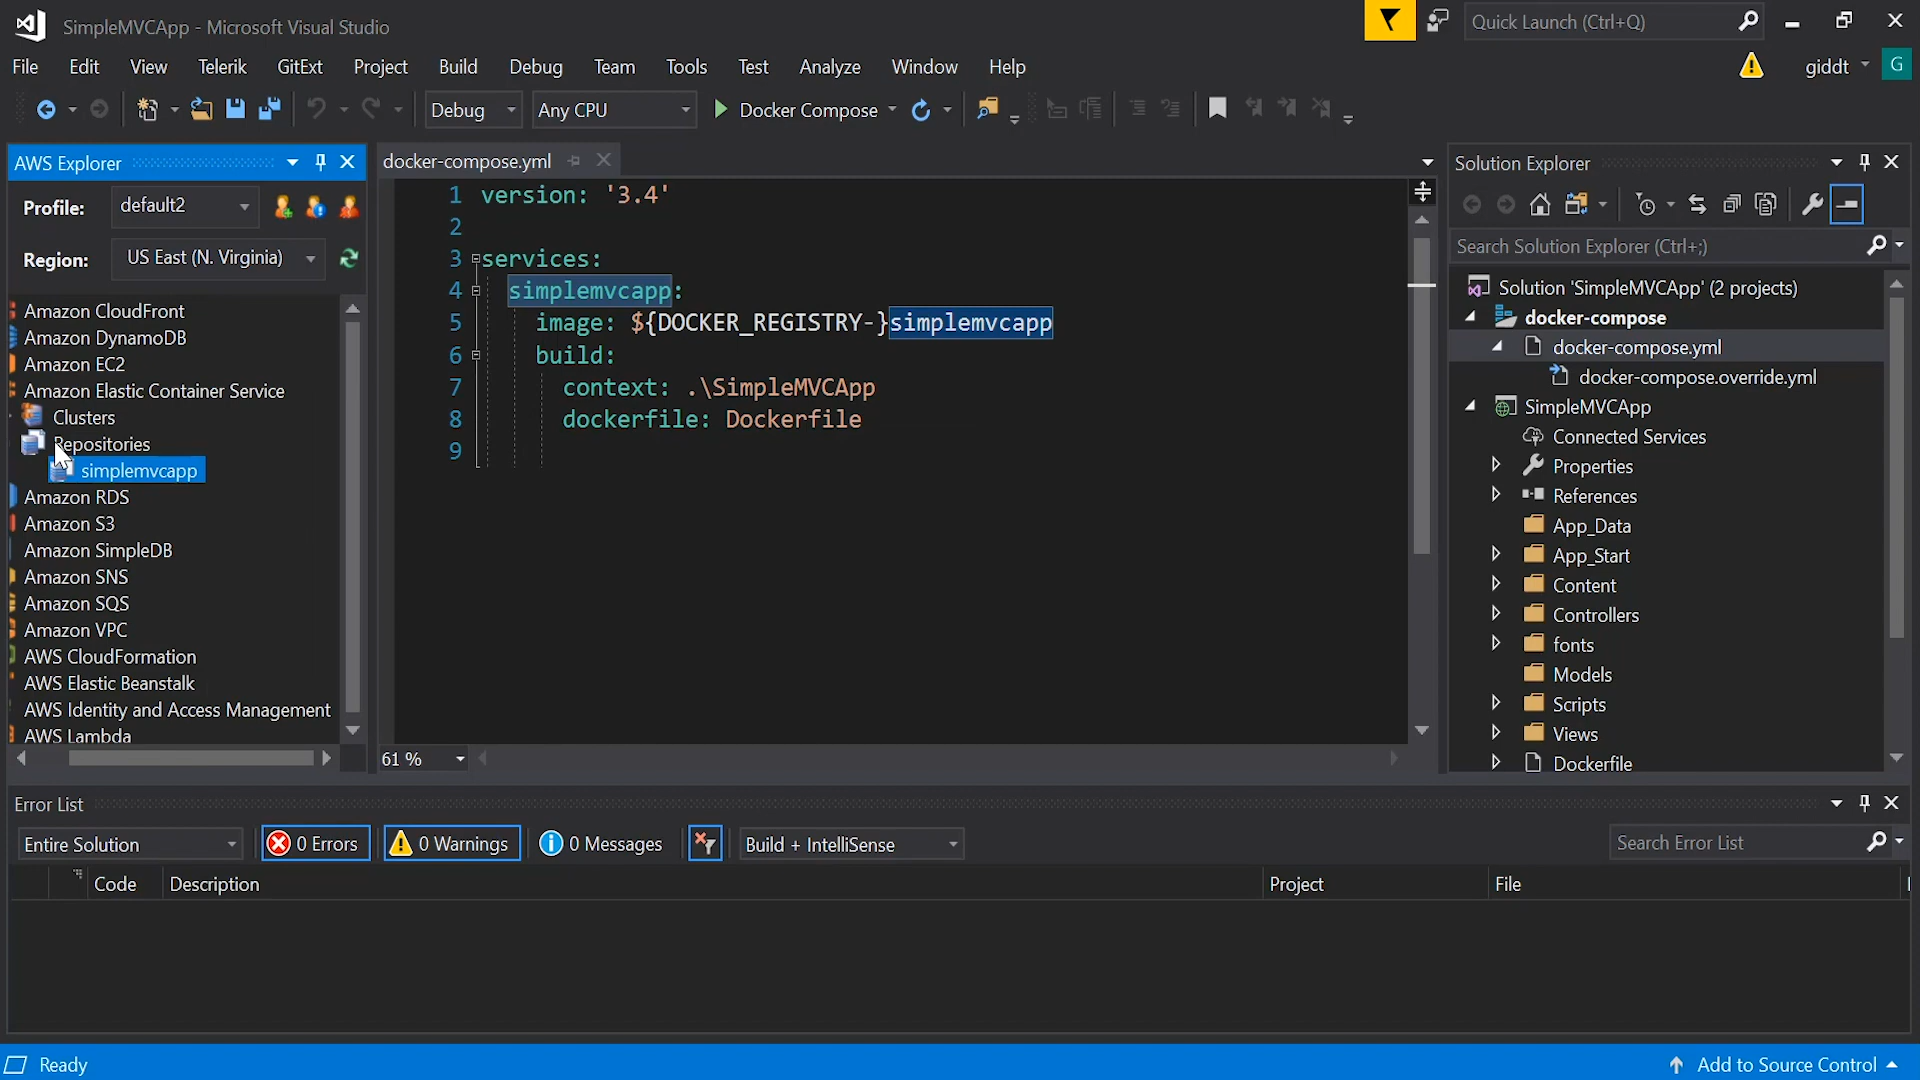 SimpleMVCApp - Microsoft Visual Studio
Quick Launch (Ctrl+Q)
File Edit View Telerik GitExt Project Build Debug Team Tools Test Analyze Window Help
giddt G
Debug Any CPU Docker Compose
AWS Explorer
Profile: default2
Region: US East (N. Virginia)
Amazon CloudFront
Amazon DynamoDB
Amazon EC2
Amazon Elastic Container Service
Clusters
Repositories
simplemvcapp
Amazon RDS
Amazon S3
Amazon SimpleDB
Amazon SNS
Amazon SQS
Amazon VPC
AWS CloudFormation
AWS Elastic Beanstalk
AWS Identity and Access Management
AWS Lambda
docker-compose.yml
1 version: '3.4'
2
3 services:
4 simplemvcapp:
5 image: ${DOCKER_REGISTRY-}simplemvcapp
6 build:
7 context: .\SimpleMVCApp
8 dockerfile: Dockerfile
9
61 %
Solution Explorer
Search Solution Explorer (Ctrl+;)
Solution 'SimpleMVCApp' (2 projects)
docker-compose
docker-compose.yml
docker-compose.override.yml
SimpleMVCApp
Connected Services
Properties
References
App_Data
App_Start
Content
Controllers
fonts
Models
Scripts
Views
Dockerfile
Error List
Entire Solution 0 Errors 0 Warnings 0 Messages Build + IntelliSense Search Error List
Code Description Project File
Ready Add to Source Control